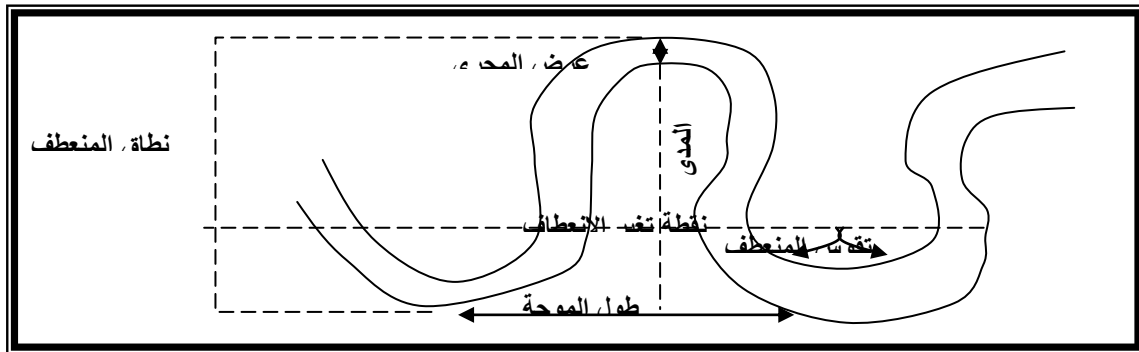 عرض المجرى
نطاق المنعطف
المدى
نقطة تغير الانعطاف
تقوس المنعطف
طول الموجة